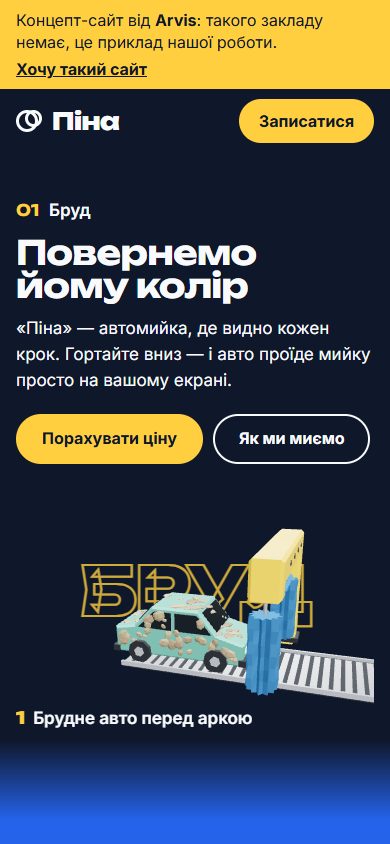 Концепт-сайт від Arvis: такого закладу
немає, це приклад нашої роботи.
Хочу такий сайт
Піна
Записатися
01 Бруд
Повернемо
йому колір
«Піна» — автомийка, де видно кожен
крок. Гортайте вниз — і авто проїде мийку
просто на вашому екрані.
Порахувати ціну
Як ми миємо
БРУД
1 Брудне авто перед аркою